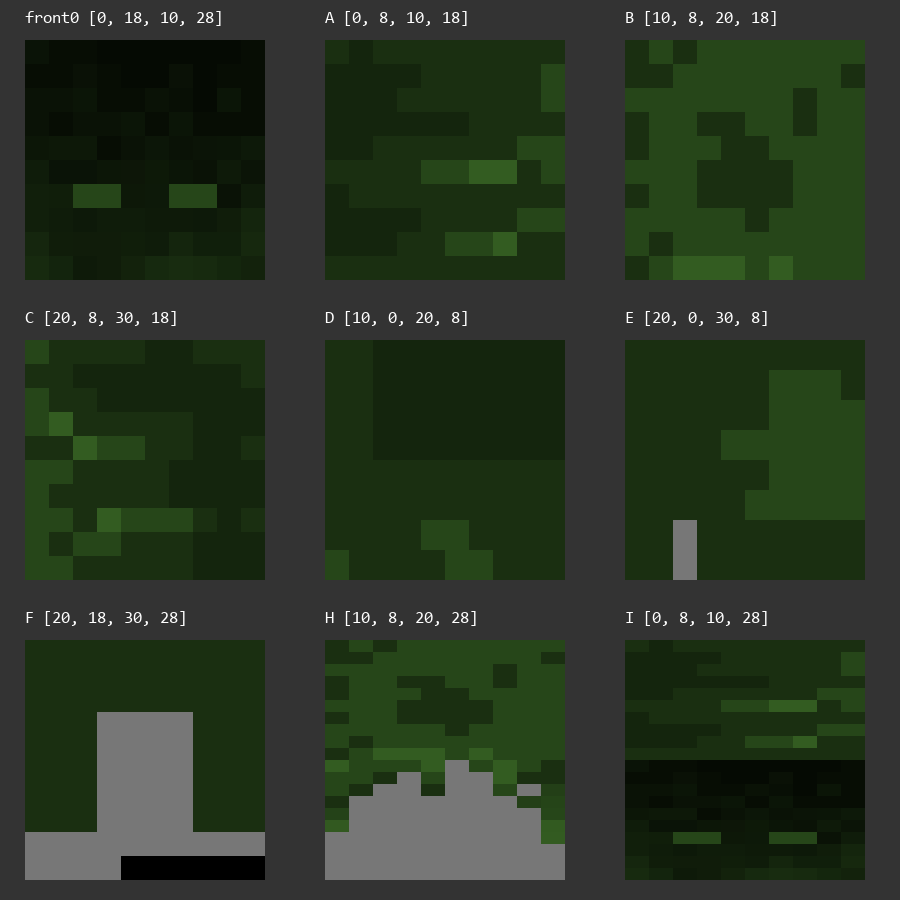 front0 [0, 18, 10, 28]
A [0, 8, 10, 18]
B [10, 8, 20, 18]
C [20, 8, 30, 18]
D [10, 0, 20, 8]
E [20, 0, 30, 8]
F [20, 18, 30, 28]
H [10, 8, 20, 28]
I [0, 8, 10, 28]